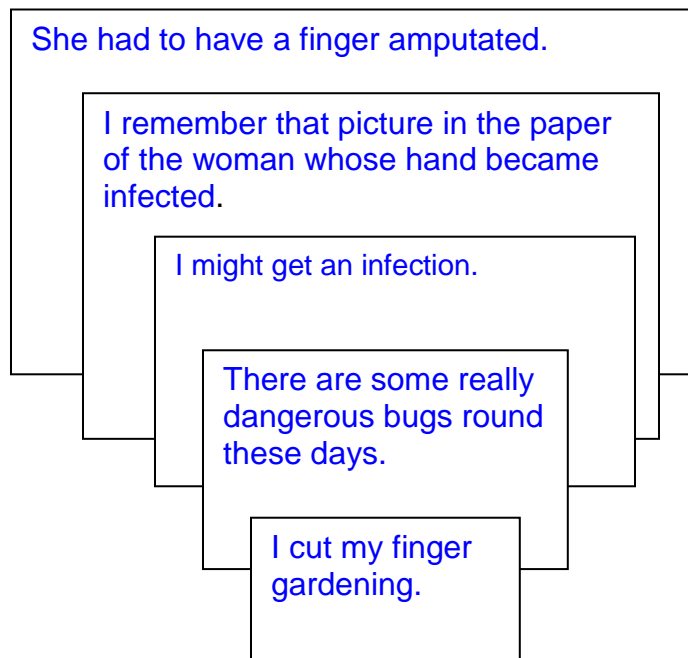 She had to have a finger amputated.
I remember that picture in the paper
of the woman whose hand became
infected.
I might get an infection.
There are some really
dangerous bugs round
these days.
I cut my finger
gardening.